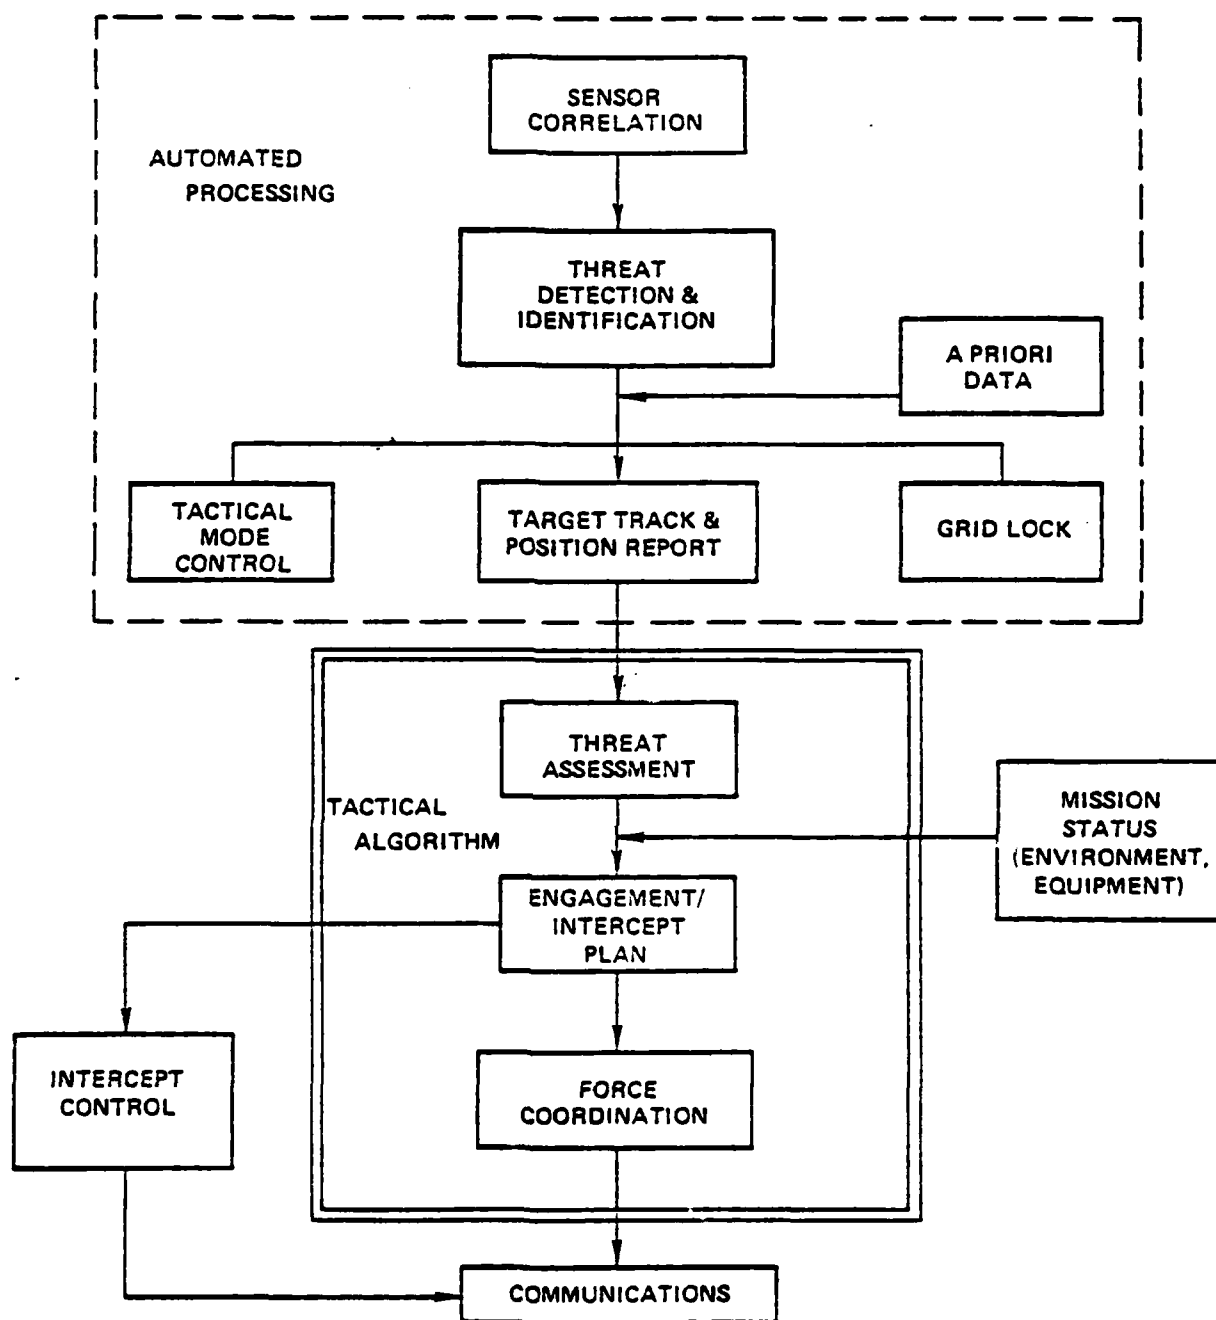 SENSOR
CORRELATION
AUTOMATED
PROCESSING
THREAT
DETECTION &
IDENTIFICATION
A PRIORI
DATA
TACTICAL
MODE
CONTROL
TARGET TRACK &
POSITION REPORT
GRID LOCK
THREAT
ASSESSMENT
TACTICAL
ALGORITHM
MISSION
STATUS
(ENVIRONMENT,
EQUIPMENT)
ENGAGEMENT/
INTERCEPT
PLAN
INTERCEPT
CONTROL
FORCE
COORDINATION
COMMUNICATIONS